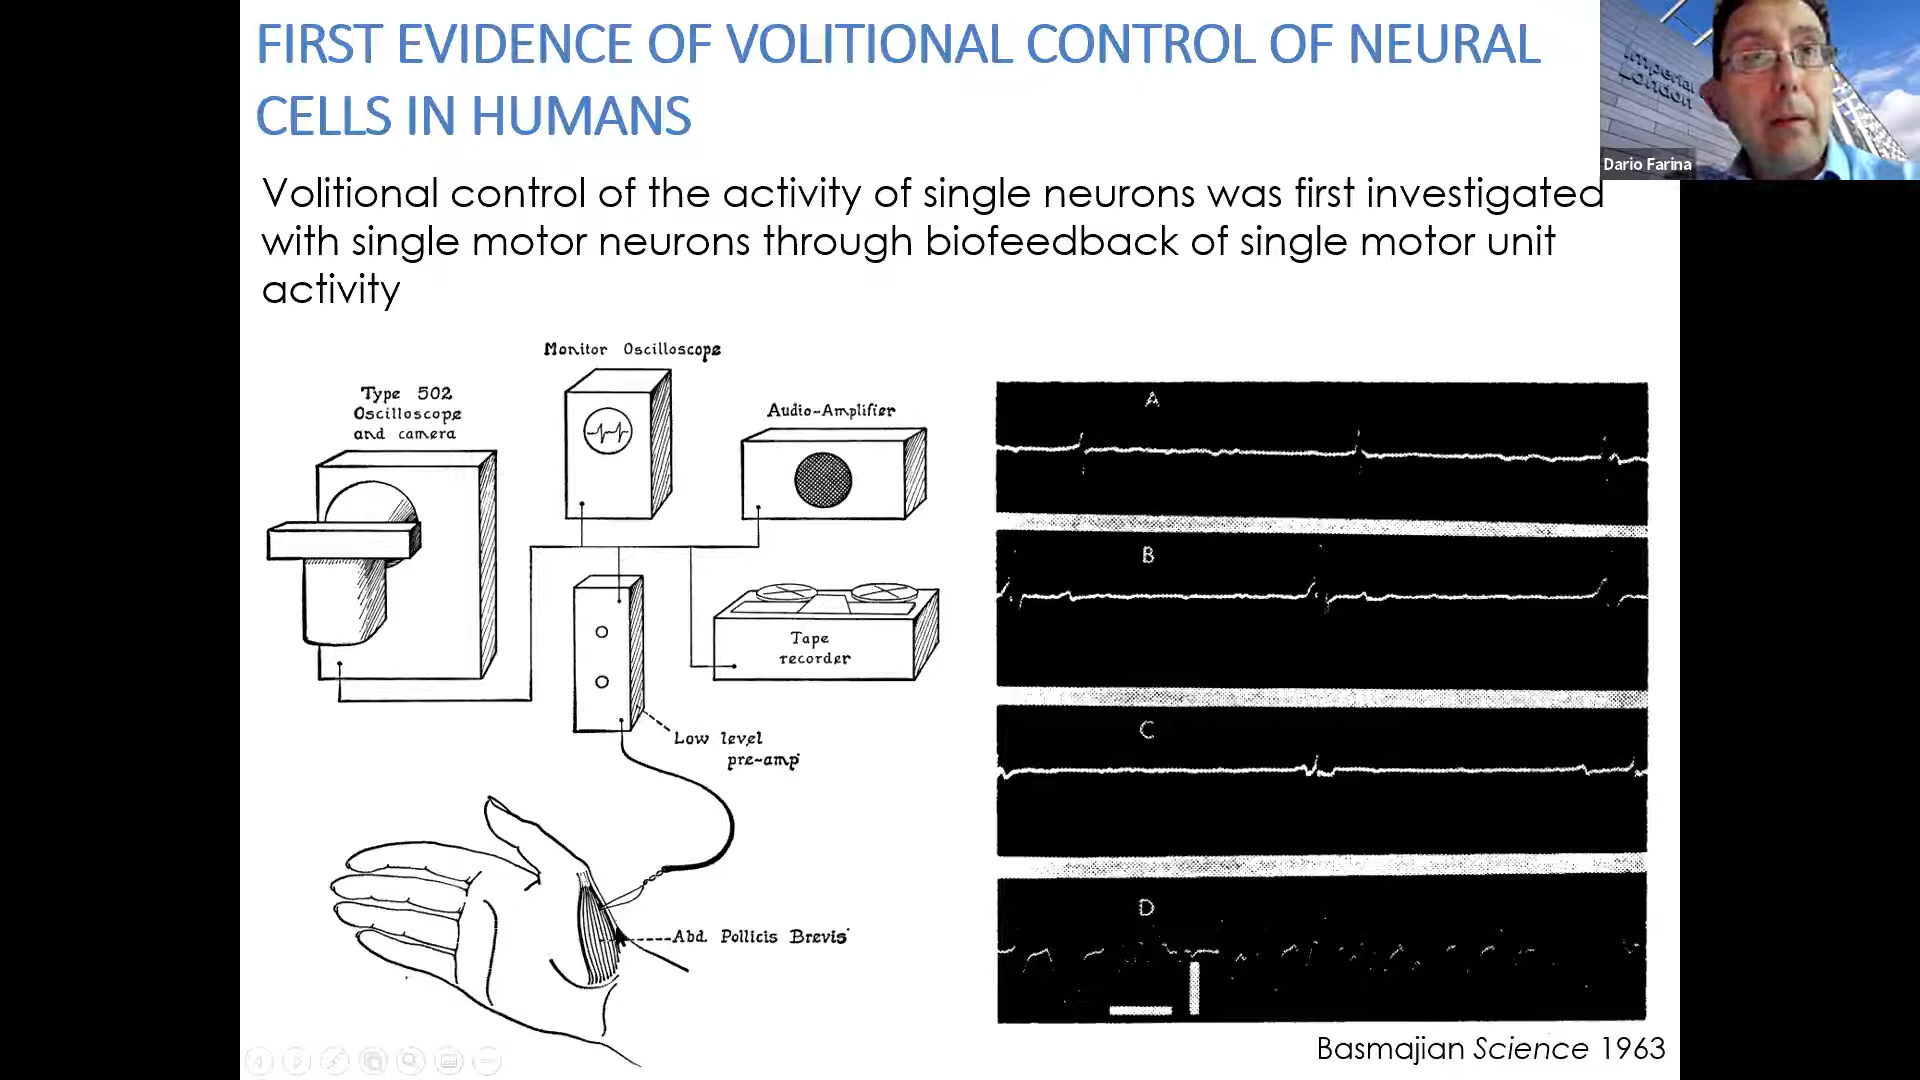 FIRST EVIDENCE OF VOLITIONAL CONTROL OF NEURAL
CELLS IN HUMANS
Imperial
London
Dario Farina
Volitional control of the activity of single neurons was first investigated
with single motor neurons through biofeedback of single motor unit
activity
Monitor Oscilloscope
Type 502
Oscilloscope
and camera
Audio-Amplifier
Tape
recorder
Low level
pre-amp
Abd. Pollicis Brevis
A
B
C
D
Basmajian Science 1963